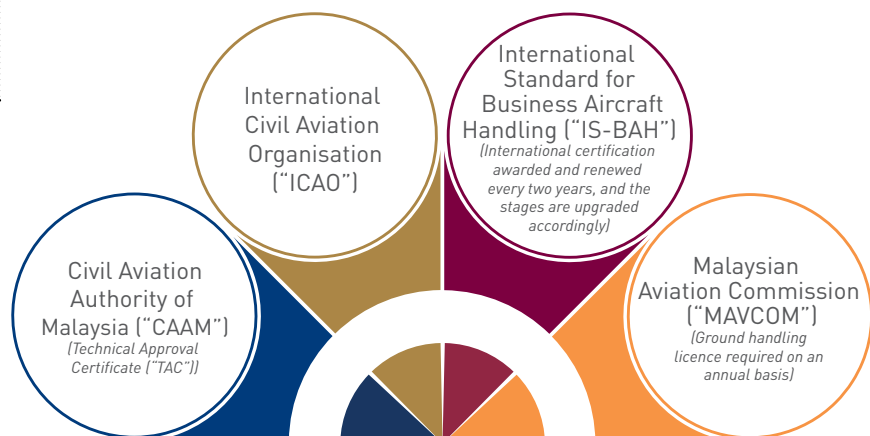 International
Civil Aviation
Organisation
(“ICAO”)
International
Standard for
Business Aircraft
Handling (“IS-BAH”)
(International certification
awarded and renewed
every two years, and the
stages are upgraded
accordingly)
Civil Aviation
Authority of
Malaysia (“CAAM”)
(Technical Approval
Certificate (“TAC”))
Malaysian
Aviation Commission
(“MAVCOM”)
(Ground handling
licence required on an
annual basis)